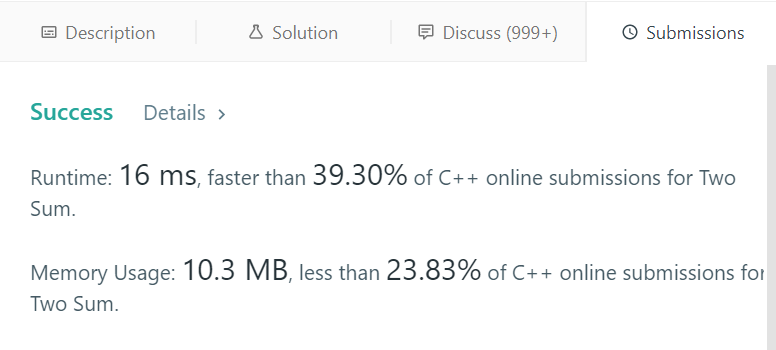 Description Solution Discuss (999+) Submissions
Success Details >
Runtime: 16 ms, faster than 39.30% of C++ online submissions for Two
Sum.
Memory Usage: 10.3 MB, less than 23.83% of C++ online submissions for
Two Sum.